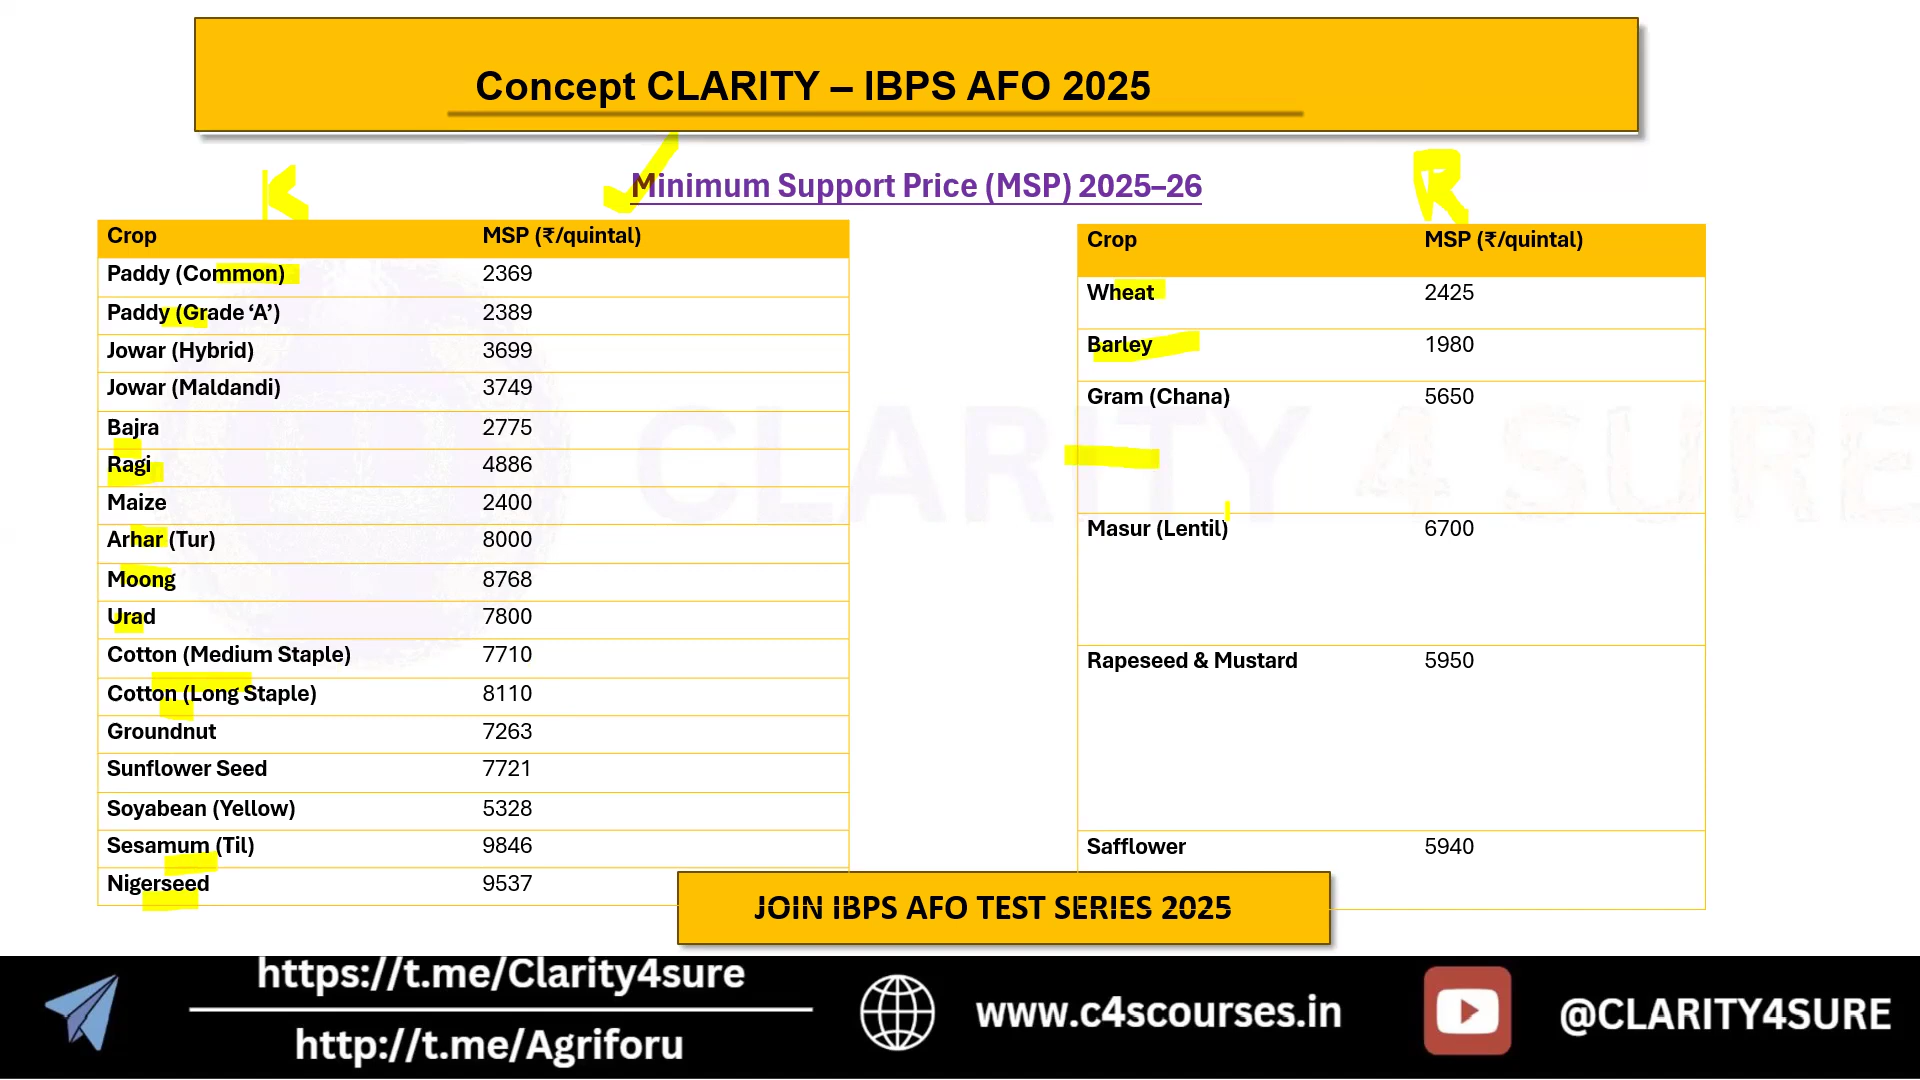 Concept CLARITY – IBPS AFO 2025
K
R
Minimum Support Price (MSP) 2025–26
Crop MSP (₹/quintal)
Paddy (Common) 2369
Paddy (Grade ‘A’) 2389
Jowar (Hybrid) 3699
Jowar (Maldandi) 3749
Bajra 2775
Ragi 4886
Maize 2400
Arhar (Tur) 8000
Moong 8768
Urad 7800
Cotton (Medium Staple) 7710
Cotton (Long Staple) 8110
Groundnut 7263
Sunflower Seed 7721
Soyabean (Yellow) 5328
Sesamum (Til) 9846
Nigerseed 9537
Crop MSP (₹/quintal)
Wheat 2425
Barley 1980
Gram (Chana) 5650
Masur (Lentil) 6700
Rapeseed & Mustard 5950
Safflower 5940
CLARITY 4 SURE
JOIN IBPS AFO TEST SERIES 2025
https://t.me/Clarity4sure
http://t.me/Agriforu
www.c4scourses.in
@CLARITY4SURE